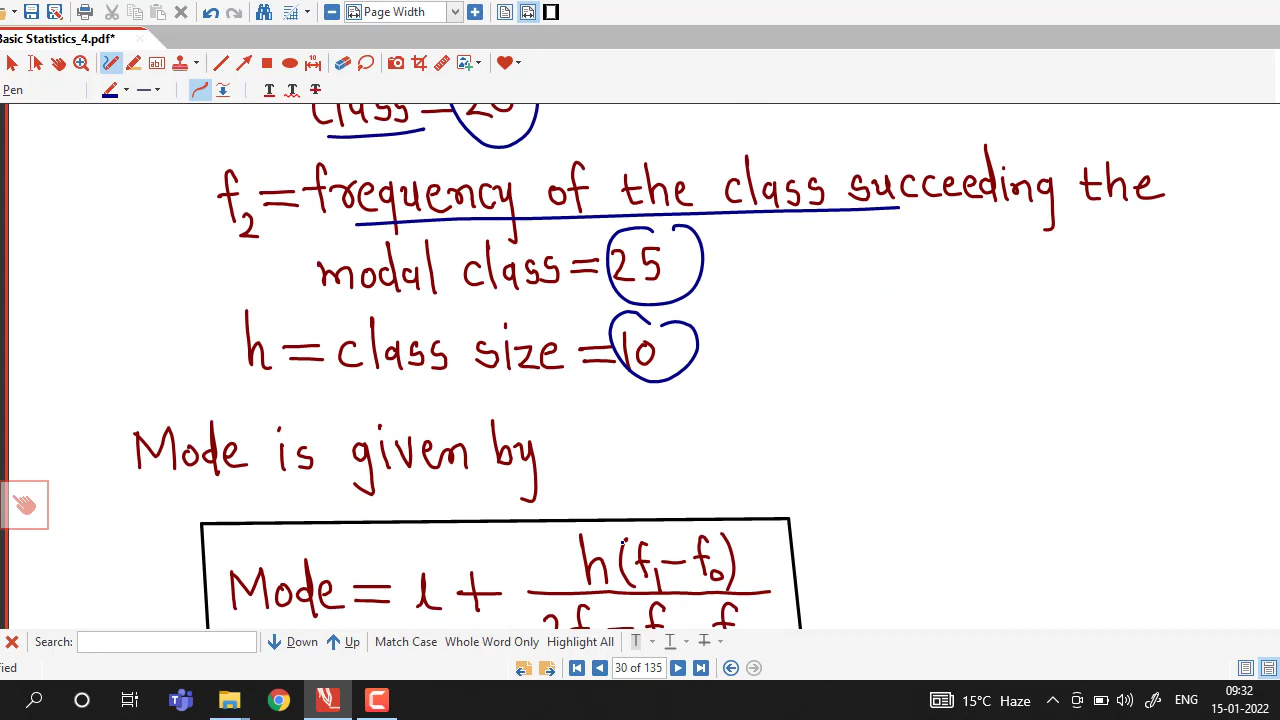 Page Width
Basic Statistics_4.pdf*
Pen
class = 20
f2 = frequency of the class succeeding the
modal class = 25
h = class size = 10
Mode is given by
Mode = l + h(f1 - f0)
2f - f - f
Search: Down Up Match Case Whole Word Only Highlight All
fied 30 of 135
15°C Haze ENG 09:32
15-01-2022